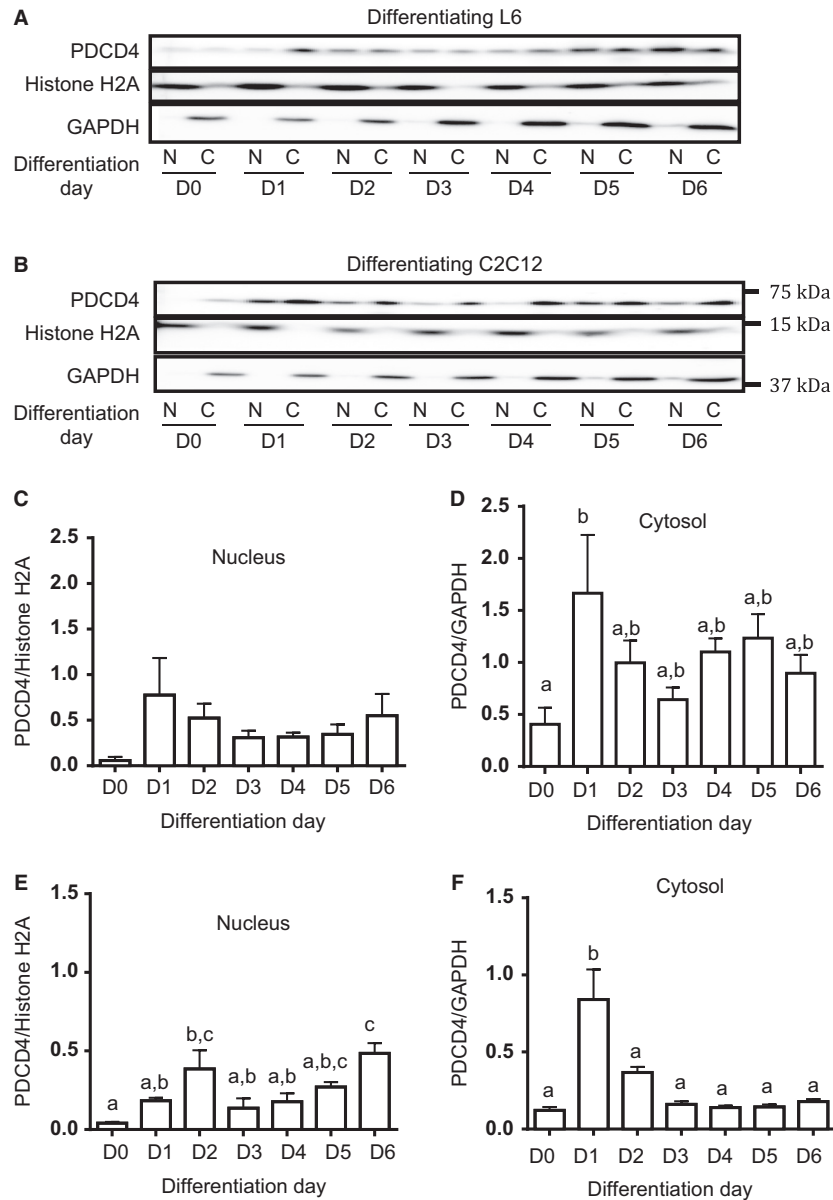 A
Differentiating L6
PDCD4
Histone H2A
GAPDH
Differentiation day
N C N C N C N C N C N C N C
D0 D1 D2 D3 D4 D5 D6
B
Differentiating C2C12
PDCD4
75 kDa
Histone H2A
15 kDa
GAPDH
37 kDa
Differentiation day
N C N C N C N C N C N C N C
D0 D1 D2 D3 D4 D5 D6
C
Nucleus
PDCD4/Histone H2A
2.5
2.0
1.5
1.0
0.5
0.0
D0 D1 D2 D3 D4 D5 D6
Differentiation day
D
Cytosol
PDCD4/GAPDH
2.5
2.0
1.5
1.0
0.5
0.0
a b a,b a,b a,b a,b a,b
D0 D1 D2 D3 D4 D5 D6
Differentiation day
E
Nucleus
PDCD4/Histone H2A
1.5
1.0
0.5
0.0
a a,b b,c a,b a,b a,b,c c
D0 D1 D2 D3 D4 D5 D6
Differentiation day
F
Cytosol
PDCD4/GAPDH
1.5
1.0
0.5
0.0
a b a a a a a
D0 D1 D2 D3 D4 D5 D6
Differentiation day